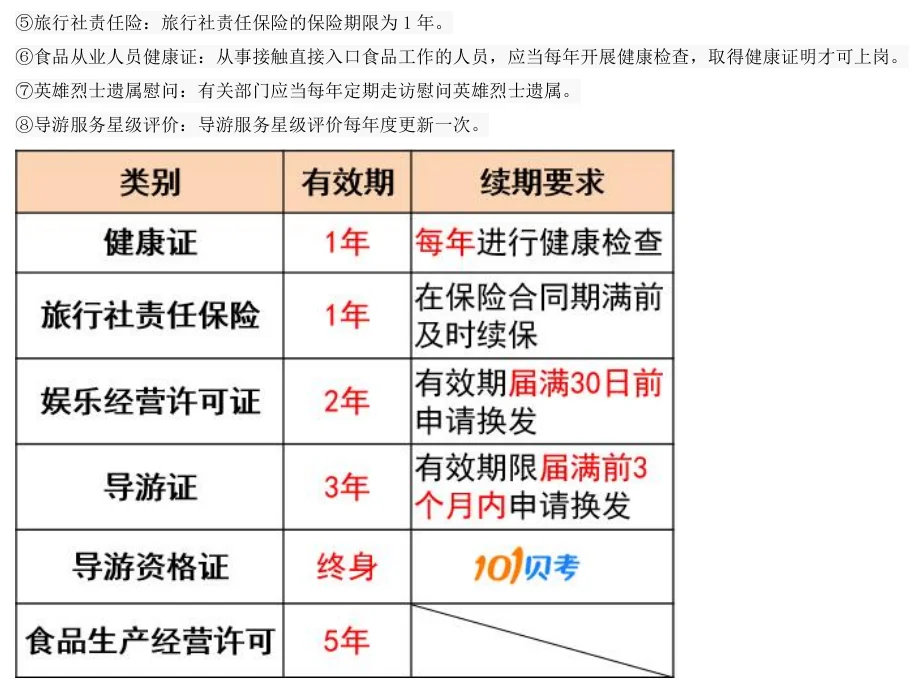 ⑤旅行社责任险：旅行社责任保险的保险期限为 1 年。
⑥食品从业人员健康证：从事接触直接入口食品工作的人员，应当每年开展健康检查，取得健康证明才可上岗。
⑦英雄烈士遗属慰问：有关部门应当每年定期走访慰问英雄烈士遗属。
⑧导游服务星级评价：导游服务星级评价每年度更新一次。
类别 有效期 续期要求
健康证 1年 每年进行健康检查
旅行社责任保险 1年 在保险合同期满前
及时续保
娱乐经营许可证 2年 有效期届满30日前
申请换发
导游证 3年 有效期限届满前3
个月内申请换发
导游资格证 终身 101贝考
食品生产经营许可 5年